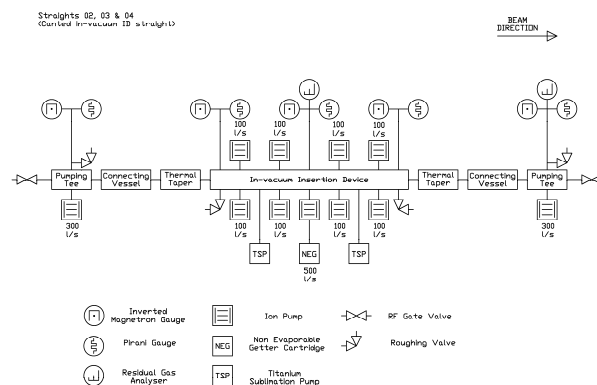 Straights 02, 03 & 04
(Canted in-vacuum ID straight)
BEAM
DIRECTION
100
l/s
100
l/s
100
l/s
100
l/s
Pumping
Tee
Connecting
Vessel
Thermal
Taper
In-vacuum Insertion Device
Thermal
Taper
Connecting
Vessel
Pumping
Tee
300
l/s
100
l/s
100
l/s
100
l/s
100
l/s
300
l/s
TSP
NEG
TSP
500
l/s
Inverted
Magnetron Gauge
Ion Pump
RF Gate Valve
Pirani Gauge
NEG
Non Evaporable
Getter Cartridge
Roughing Valve
Residual Gas
Analyser
TSP
Titanium
Sublination Pump